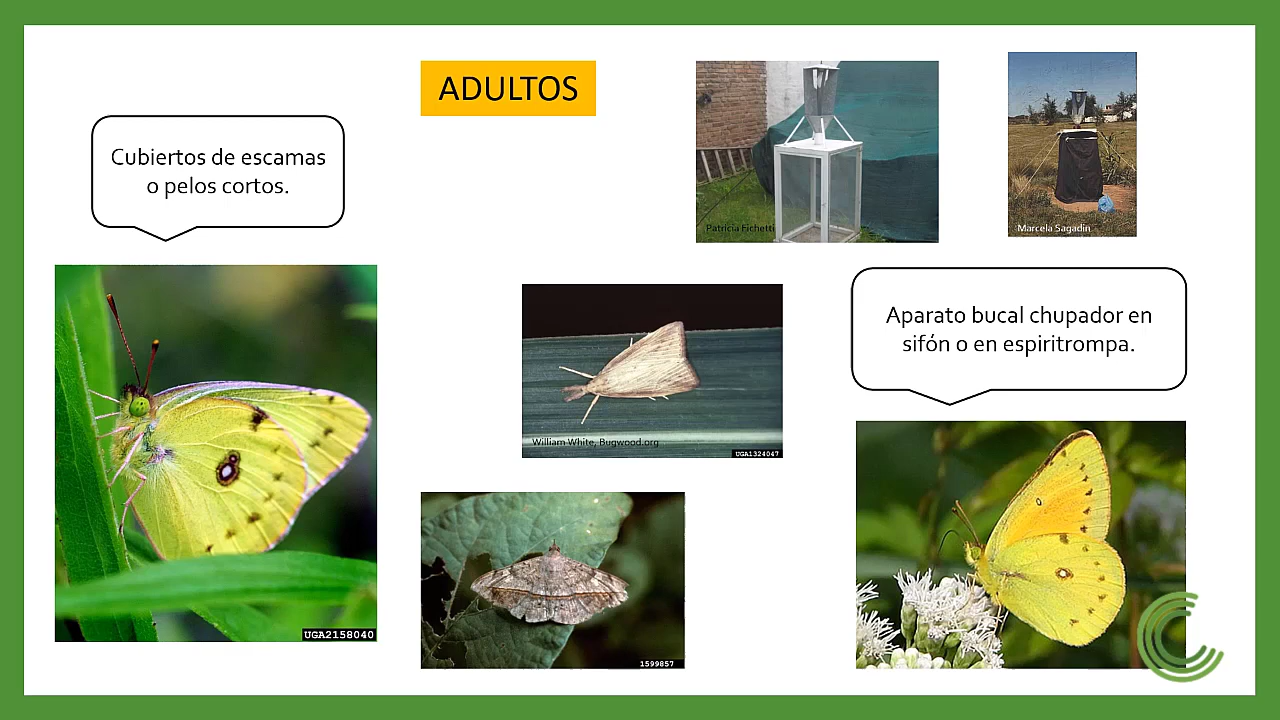 ADULTOS
Cubiertos de escamas
o pelos cortos.
Patricia Fichetti
Marcela Sagadin
Aparato bucal chupador en
sifón o en espiritrompa.
William White, Bugwood.org
UGA1324047
UGA2158040
1599857